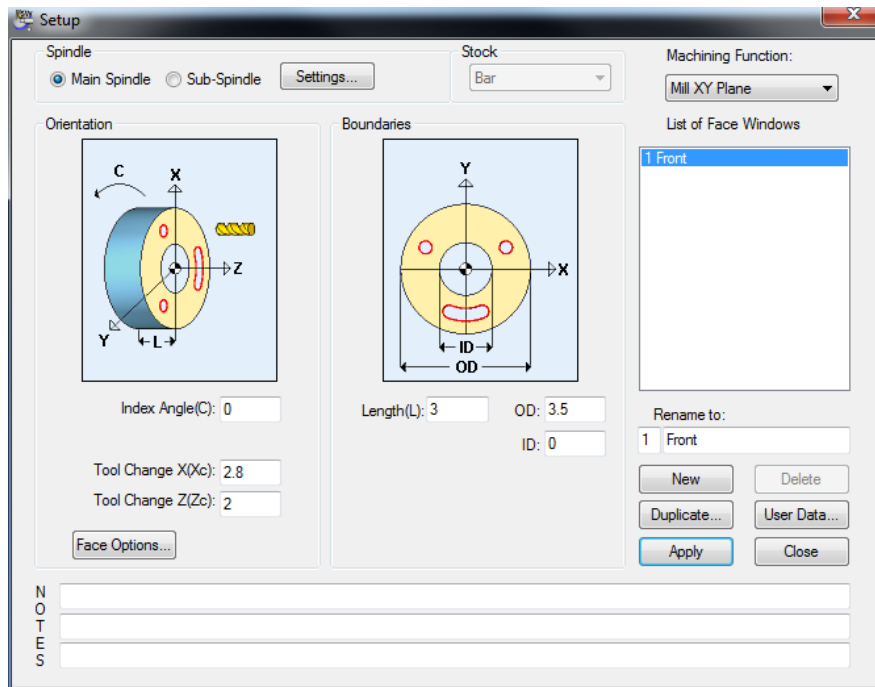 Setup
Spindle
Main Spindle
Sub-Spindle
Settings...
Stock
Bar
Machining Function:
Mill XY Plane
Orientation
C
X
Z
Y
L
Index Angle(C): 0
Tool Change X(Xc): 2.8
Tool Change Z(Zc): 2
Face Options...
Boundaries
Y
X
ID
OD
Length(L): 3
OD: 3.5
ID: 0
List of Face Windows
1 Front
Rename to:
1 Front
New
Delete
Duplicate...
User Data...
Apply
Close
NOTES